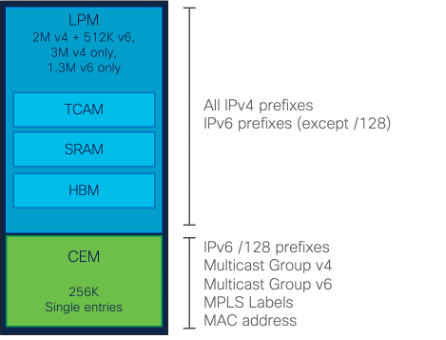 LPM
2M v4 + 512K v6,
3M v4 only,
1.3M v6 only
TCAM
SRAM
HBM
All IPv4 prefixes
IPv6 prefixes (except /128)
CEM
256K
Single entries
IPv6 /128 prefixes
Multicast Group v4
Multicast Group v6
MPLS Labels
MAC address